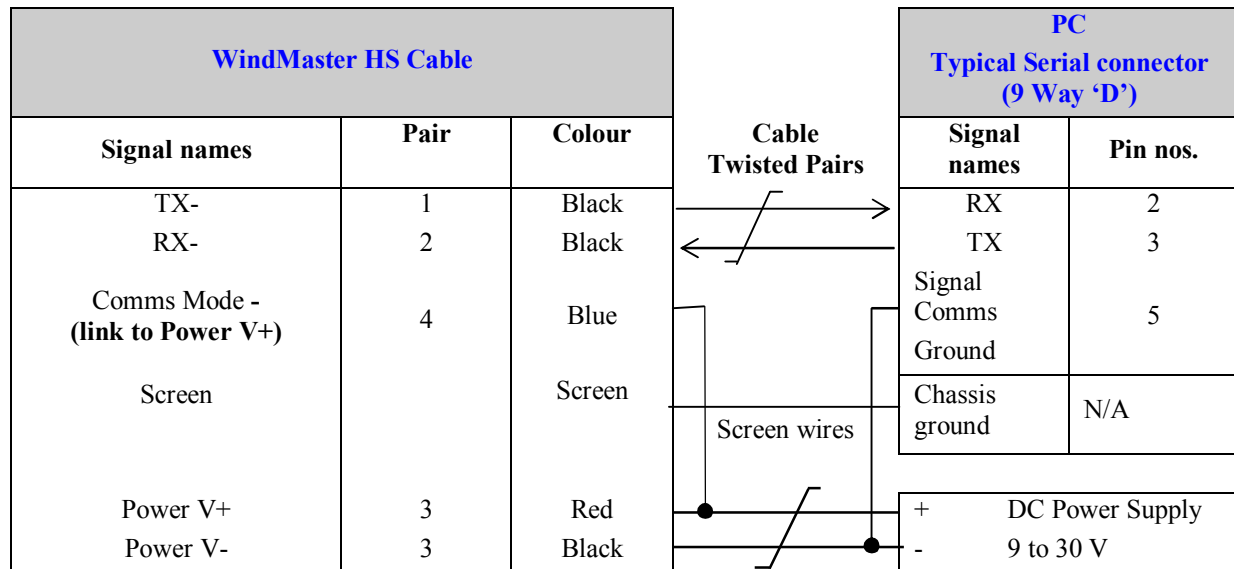 WindMaster HS Cable
PC
Typical Serial connector
(9 Way ‘D’)
Signal names Pair Colour
Cable
Twisted Pairs
Signal
names
Pin nos.
TX- 1 Black RX 2
RX- 2 Black TX 3
Comms Mode -
(link to Power V+)
4 Blue
Signal
Comms
Ground
5
Screen Screen
Screen wires
Chassis
ground
N/A
Power V+ 3 Red + DC Power Supply
Power V- 3 Black - 9 to 30 V